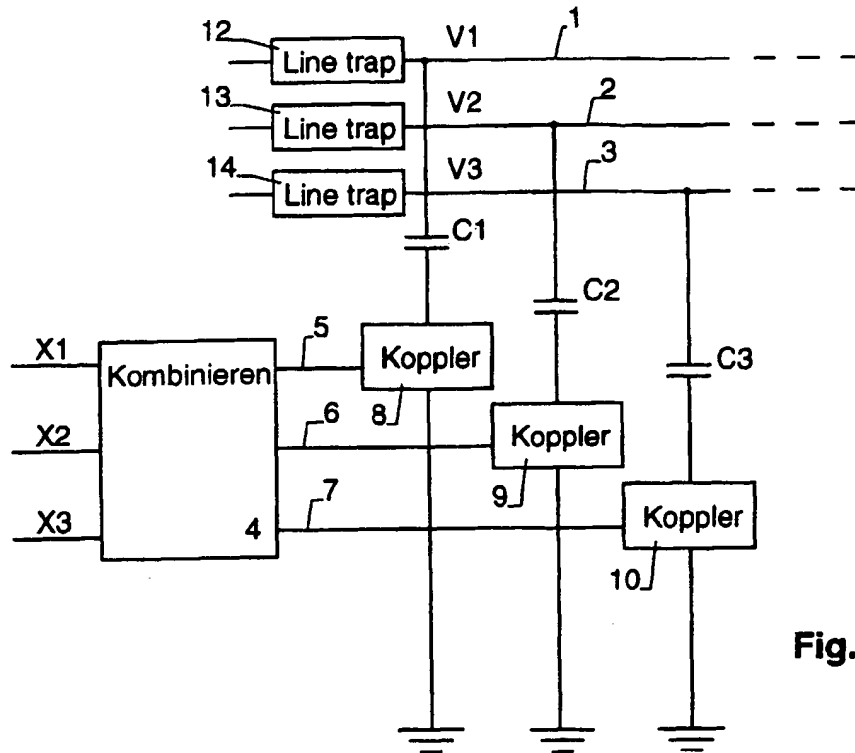 12 Line trap V1 1
13 Line trap V2 2
14 Line trap V3 3
C1
C2
C3
X1 Kombinieren 5 Koppler 8
X2 6 Koppler 9
X3 4 7 Koppler 10
Fig.